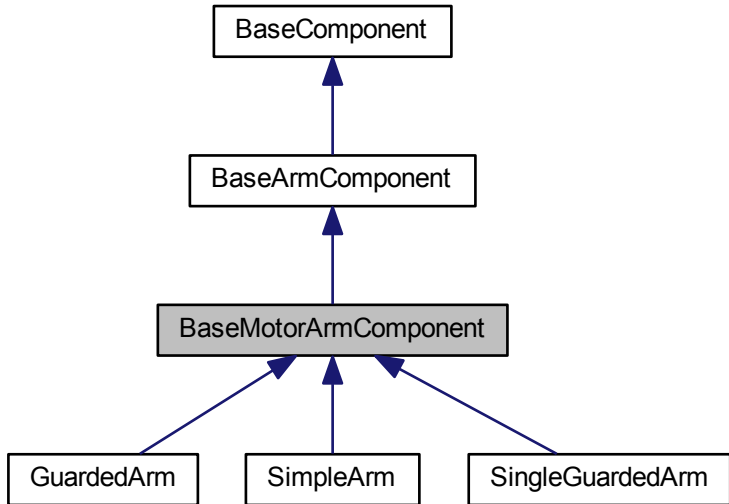 BaseComponent
BaseArmComponent
BaseMotorArmComponent
GuardedArm
SimpleArm
SingleGuardedArm